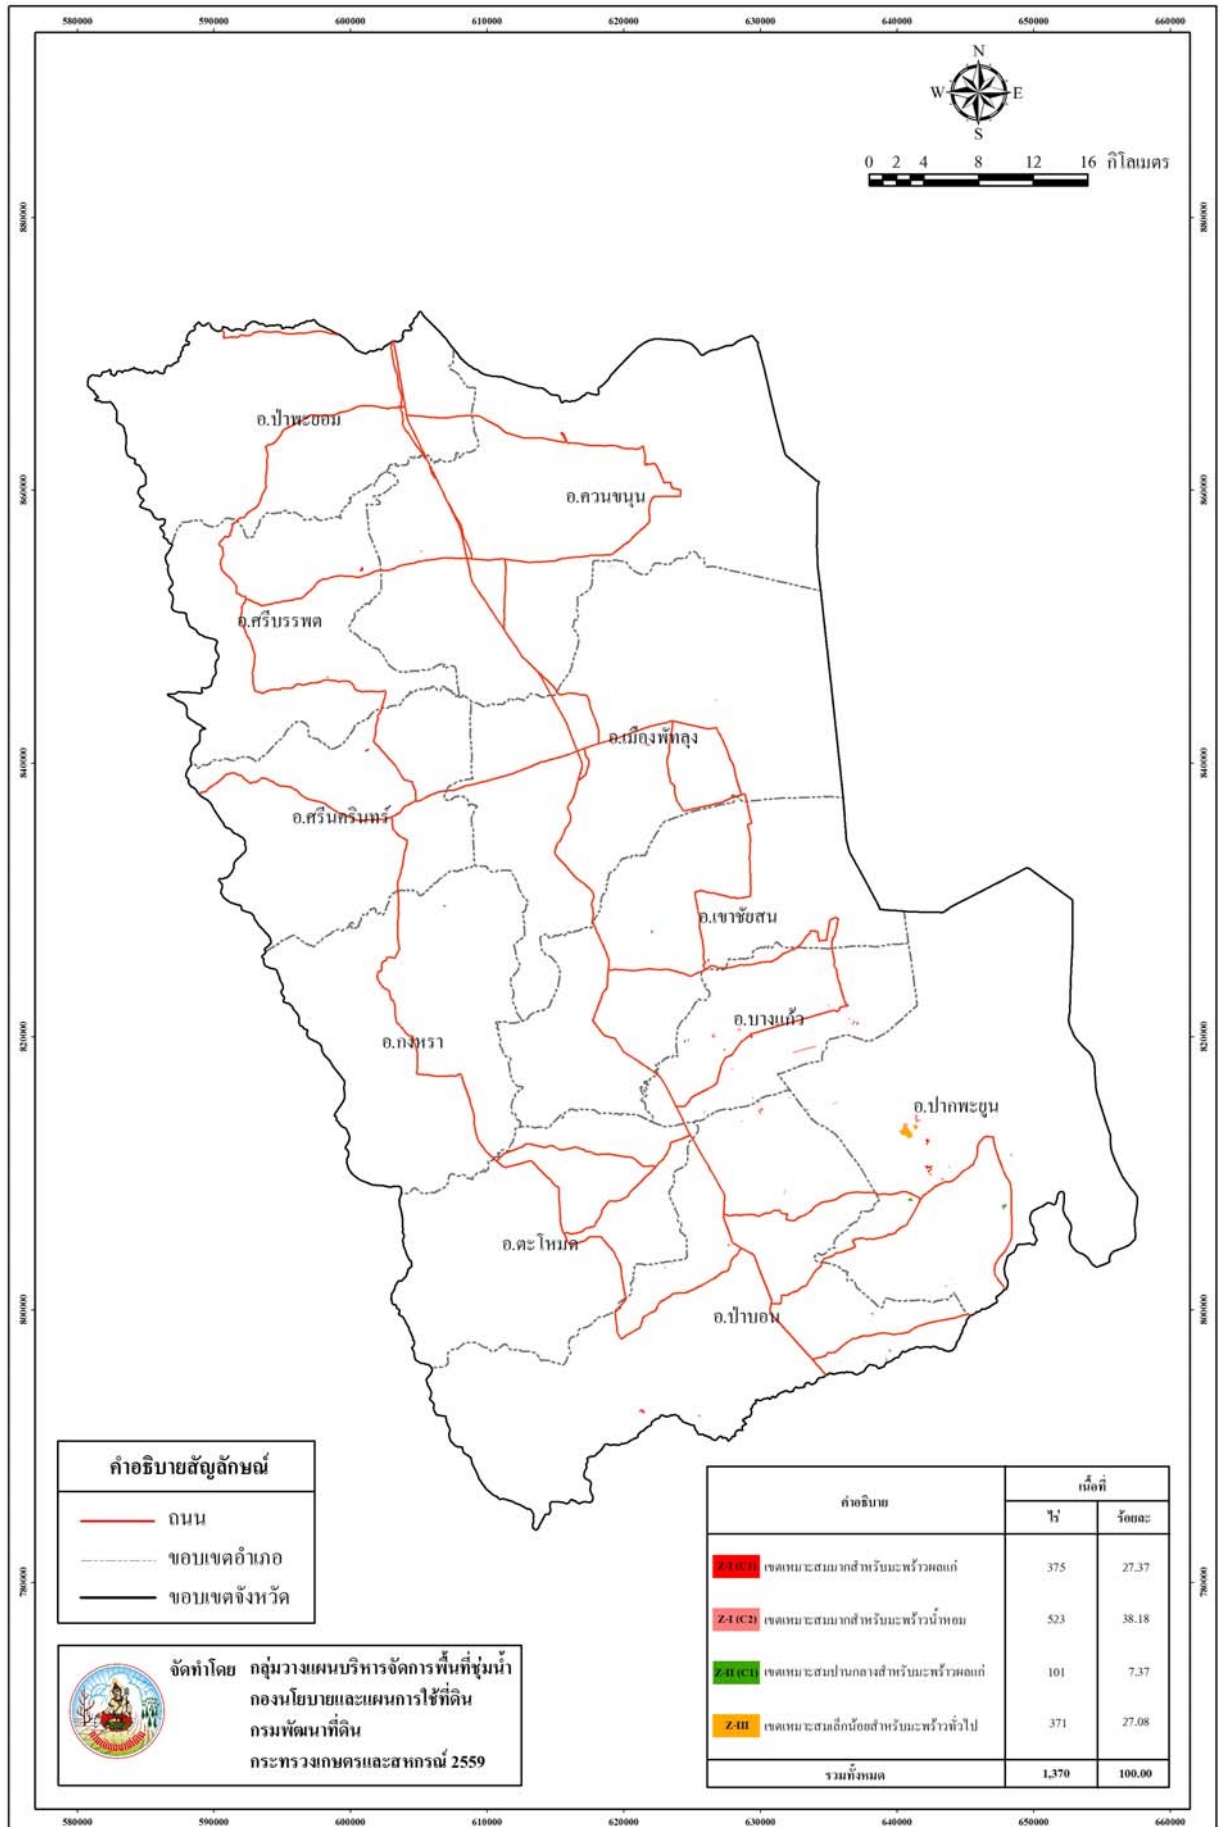 580000 590000 600000 610000 620000 630000 640000 650000 660000
N
W E
S
0 2 4 8 12 16 กิโลเมตร
880000 880000
อ.ป่าพะยอม
อ.ควนขนุน
860000 860000
อ.ศรีบรรพต
อ.เมืองพัทลุง
840000 840000
อ.ศรีนครินทร์
อ.เขาชัยสน
อ.บางแก้ว
820000 820000
อ.กงหรา
อ.ปากพะยูน
อ.ตะโหมด
800000 800000
อ.ป่าบอน
780000 780000
คำอธิบายสัญลักษณ์
ถนน
ขอบเขตอำเภอ
ขอบเขตจังหวัด
จัดทำโดย กลุ่มวางแผนบริหารจัดการพื้นที่ชุ่มน้ำ
กองนโยบายและแผนการใช้ที่ดิน
กรมพัฒนาที่ดิน
กระทรวงเกษตรและสหกรณ์ 2559
คำอธิบาย เนื้อที่
ไร่ ร้อยละ
Z-I (C1) เขตเหมาะสมมากสำหรับมะพร้าวผลแก่ 375 27.37
Z-I (C2) เขตเหมาะสมมากสำหรับมะพร้าวน้ำหอม 523 38.18
Z-II (C1) เขตเหมาะสมปานกลางสำหรับมะพร้าวผลแก่ 101 7.37
Z-III เขตเหมาะสมเล็กน้อยสำหรับมะพร้าวทั่วไป 371 27.08
รวมทั้งหมด 1,370 100.00
580000 590000 600000 610000 620000 630000 640000 650000 660000